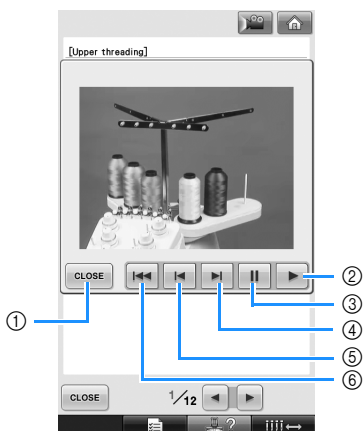 [Upper threading]
CLOSE
①
②
③
④
⑤
⑥
CLOSE
1/12
?